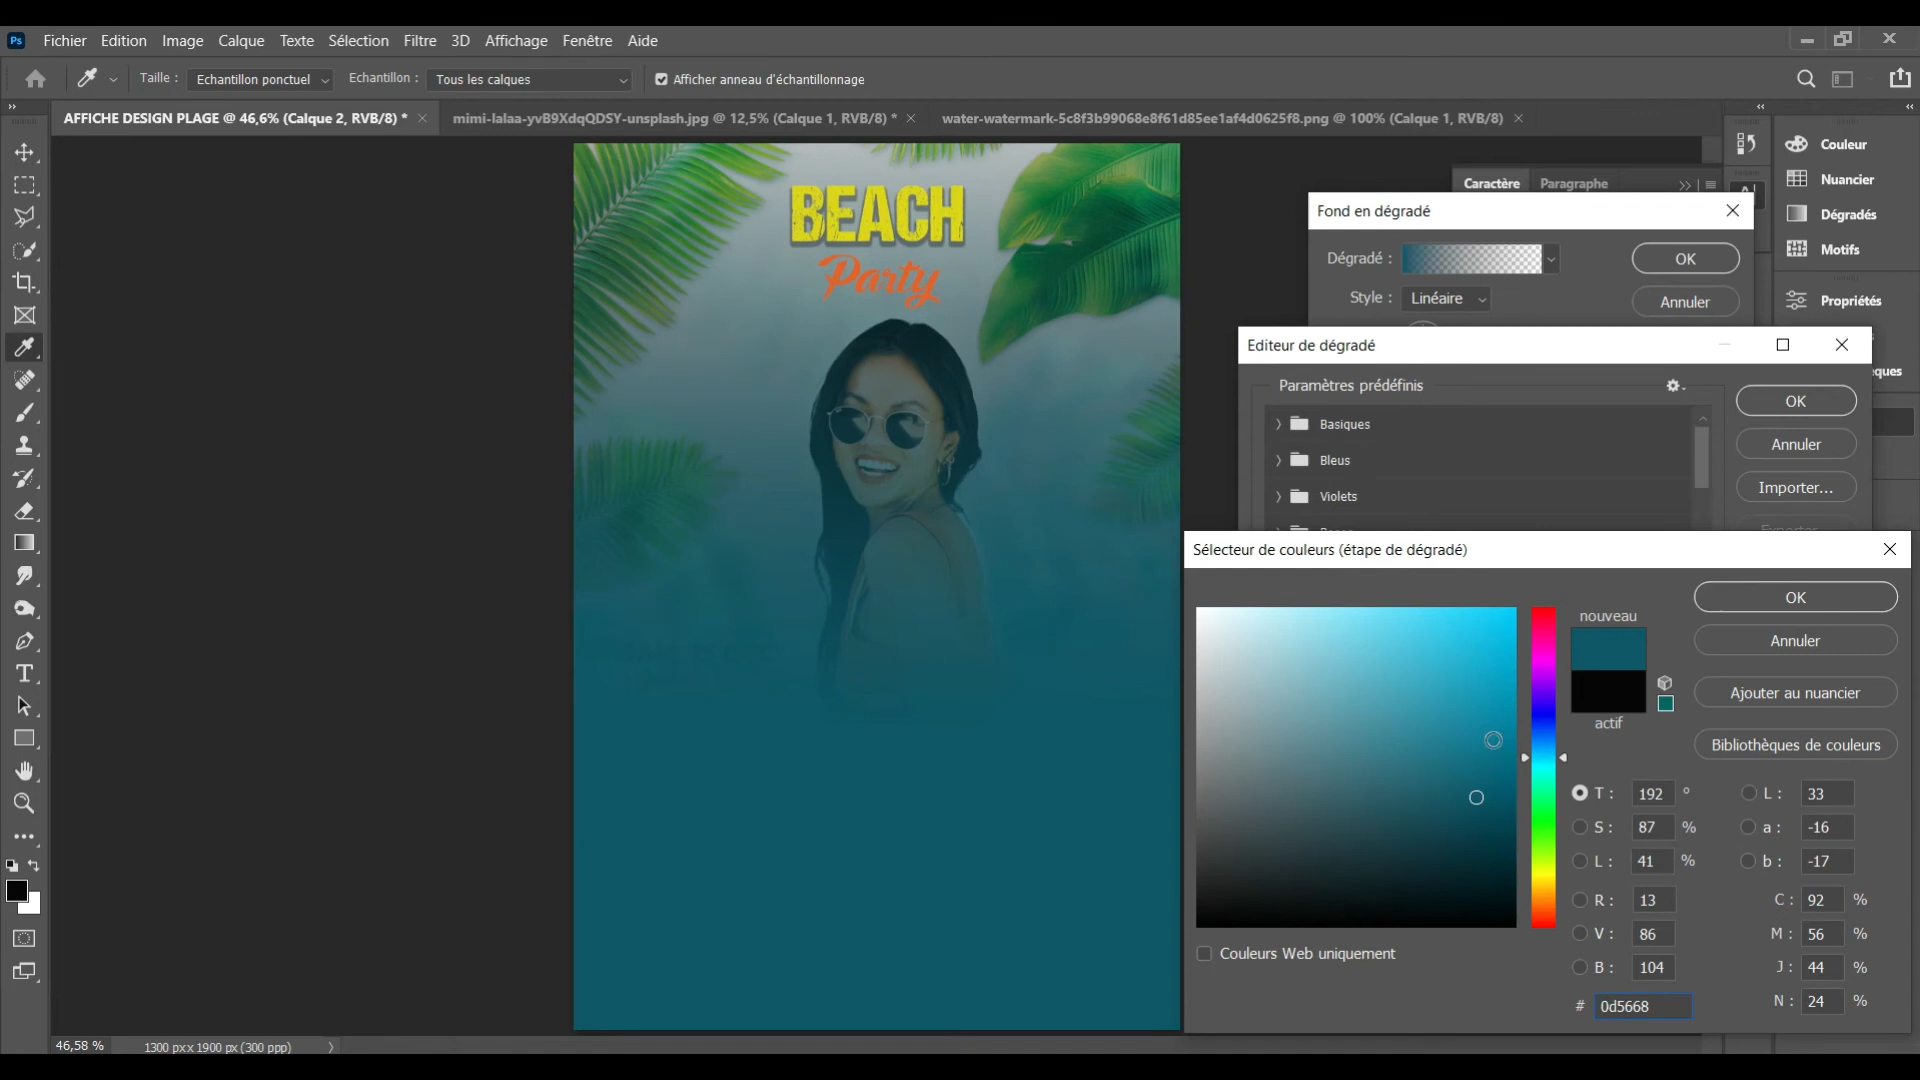 Ps Fichier Edition Image Calque Texte Sélection Filtre 3D Affichage Fenêtre Aide
Taille : Echantillon ponctuel Echantillon : Tous les calques Afficher anneau d'échantillonnage
AFFICHE DESIGN PLAGE @ 46,6% (Calque 2, RVB/8) * mimi-lalaa-yvB9XdqQDSY-unsplash.jpg @ 12,5% (Calque 1, RVB/8) * water-watermark-5c8f3b99068e8f61d85ee1af4d0625f8.png @ 100% (Calque 1, RVB/8)
BEACH
Party
Caractère Paragraphe
Couleur
Nuancier
Dégradés
Motifs
Propriétés
Fond en dégradé
Dégradé :
OK
Style : Linéaire
Annuler
Editeur de dégradé
Paramètres prédéfinis
Basiques
Bleus
Violets
OK
Annuler
Importer...
Exporter...
Sélecteur de couleurs (étape de dégradé)
nouveau
actif
OK
Annuler
Ajouter au nuancier
Bibliothèques de couleurs
T : 192 ° L : 33
S : 87 % a : -16
L : 41 % b : -17
R : 13 C : 92 %
V : 86 M : 56 %
B : 104 J : 44 %
# 0d5668 N : 24 %
Couleurs Web uniquement
46,58 % 1300 px x 1900 px (300 ppp)